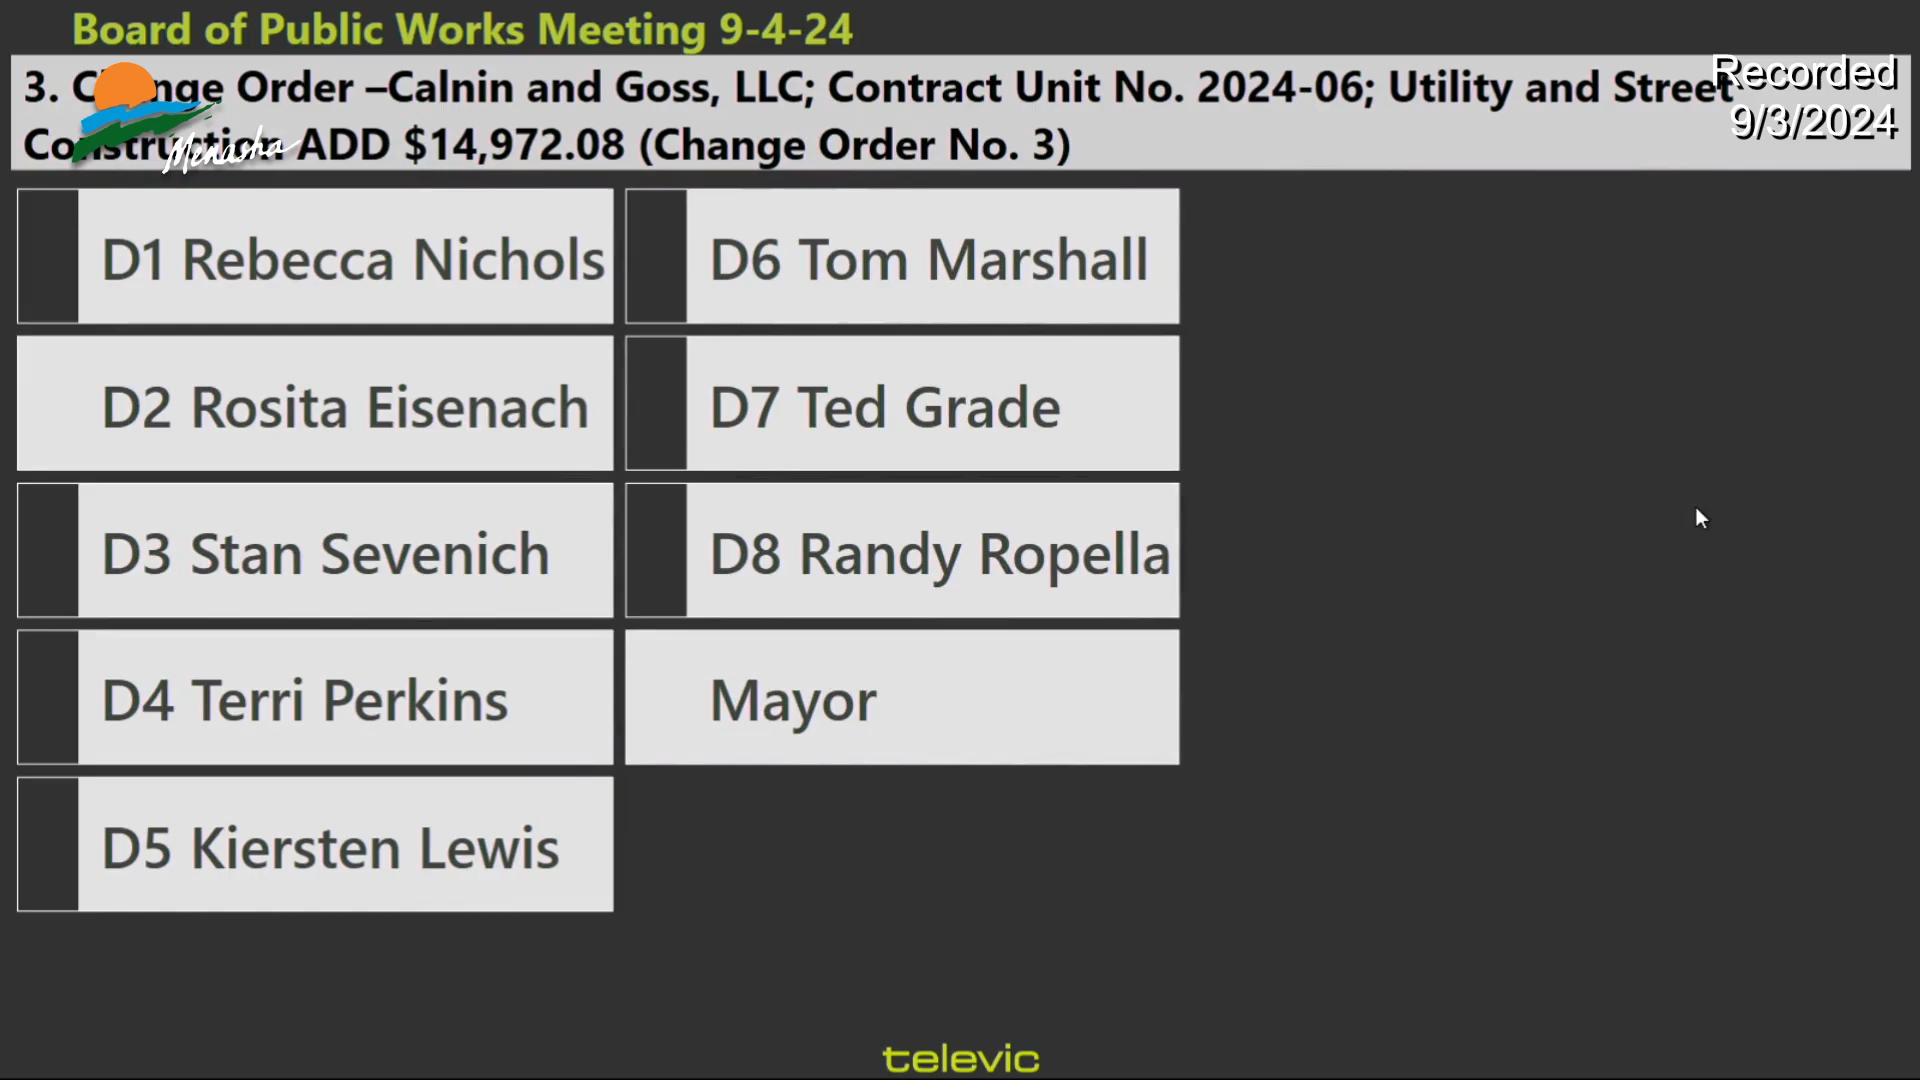 Board of Public Works Meeting 9-4-24
3. Change Order –Calnin and Goss, LLC; Contract Unit No. 2024-06; Utility and Street
Construction ADD $14,972.08 (Change Order No. 3)
Menasha
Recorded
9/3/2024
D1 Rebecca Nichols
D2 Rosita Eisenach
D3 Stan Sevenich
D4 Terri Perkins
D5 Kiersten Lewis
D6 Tom Marshall
D7 Ted Grade
D8 Randy Ropella
Mayor
televic